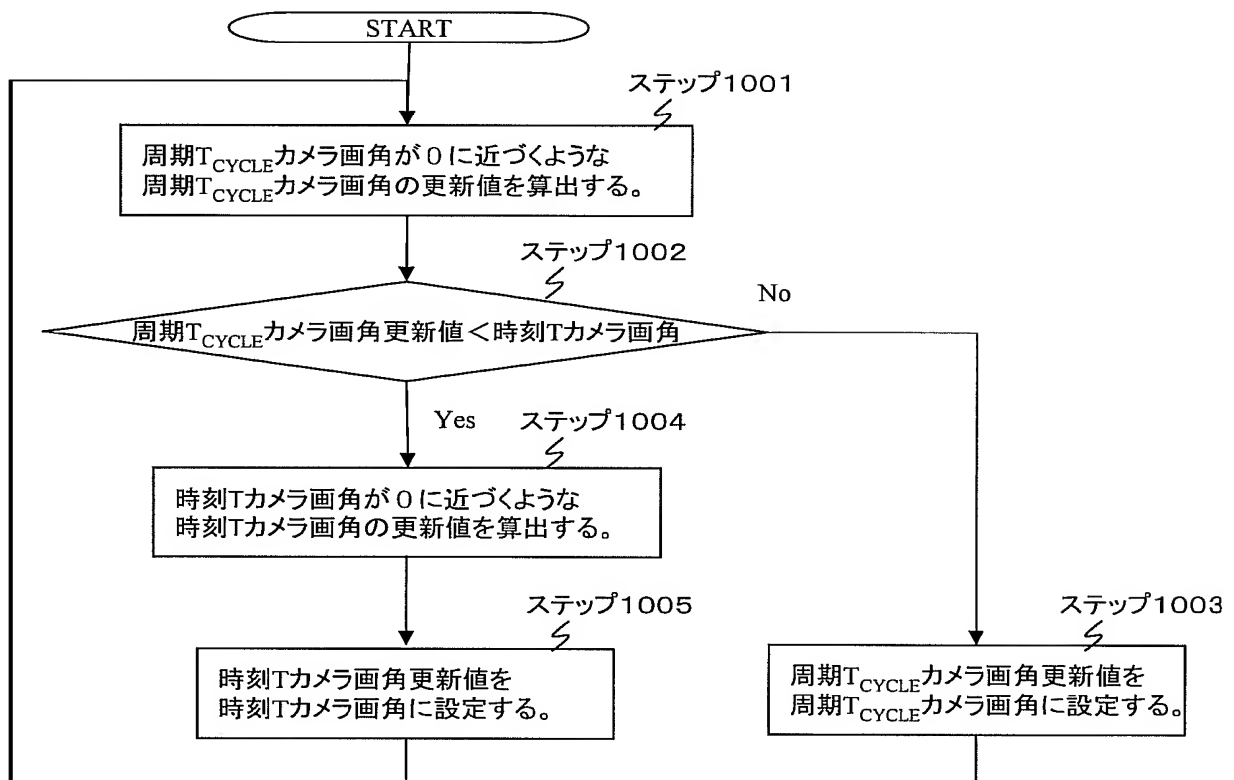 START
ステップ1001
周期T_CYCLEカメラ画角が０に近づくような
周期T_CYCLEカメラ画角の更新値を算出する。
ステップ1002
周期T_CYCLEカメラ画角更新値＜時刻Tカメラ画角
No
Yes
ステップ1004
時刻Tカメラ画角が０に近づくような
時刻Tカメラ画角の更新値を算出する。
ステップ1005
時刻Tカメラ画角更新値を
時刻Tカメラ画角に設定する。
ステップ1003
周期T_CYCLEカメラ画角更新値を
周期T_CYCLEカメラ画角に設定する。